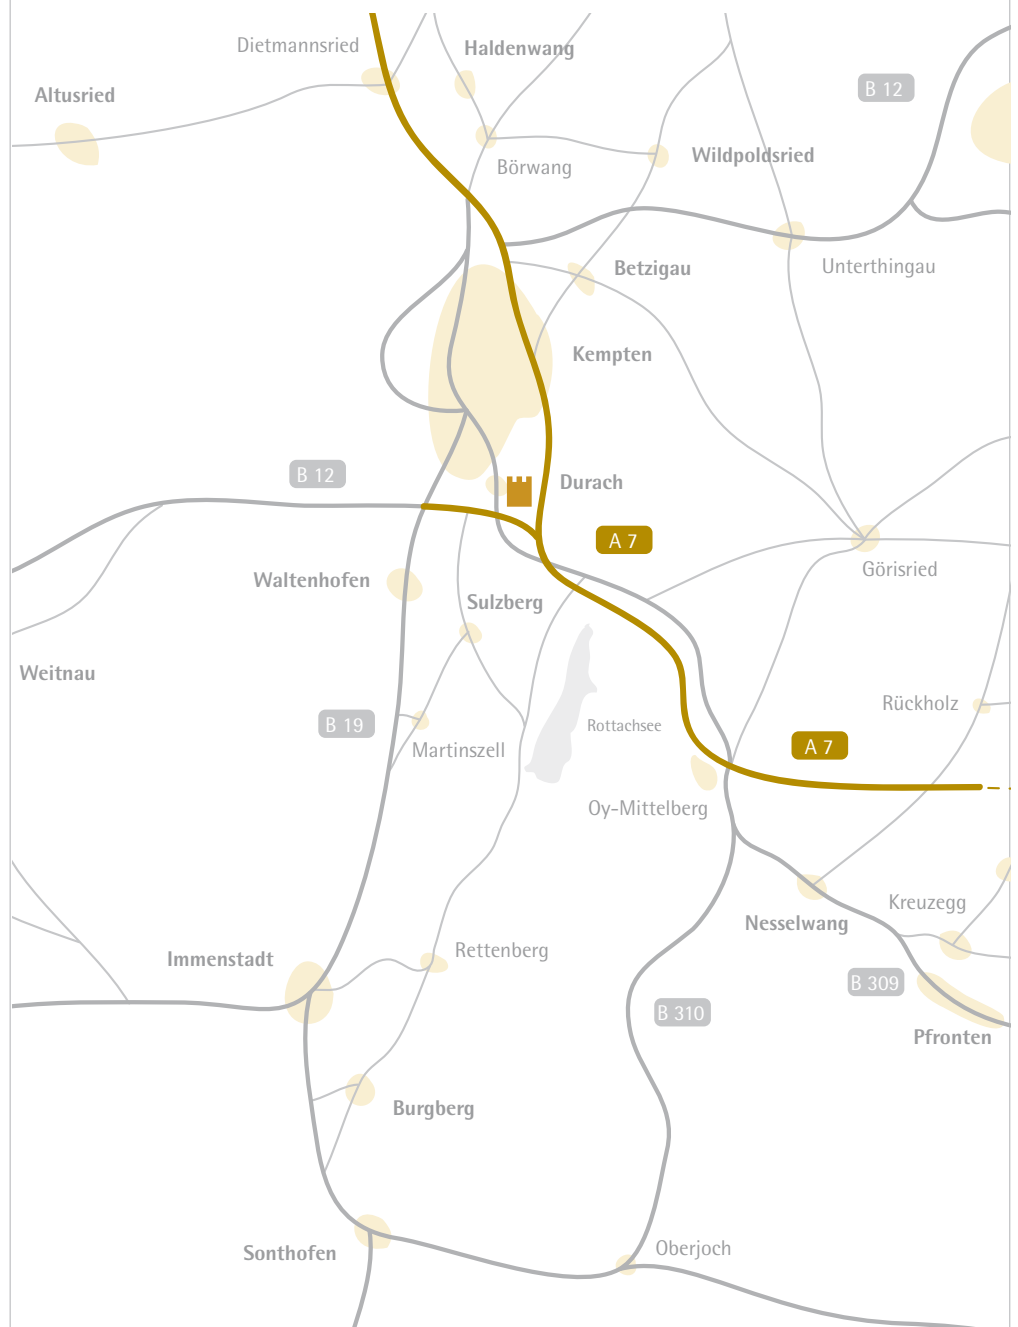 Dietmannsried
Haldenwang
B 12
Altusried
Wildpoldsried
Börwang
Betzigau
Unterthingau
Kempten
B 12
Durach
A 7
Görisried
Waltenhofen
Sulzberg
Weitnau
Rückholz
B 19
Rottachsee
A 7
Martinszell
Oy-Mittelberg
Kreuzegg
Nesselwang
Rettenberg
Immenstadt
B 309
B 310
Pfronten
Burgberg
Oberjoch
Sonthofen